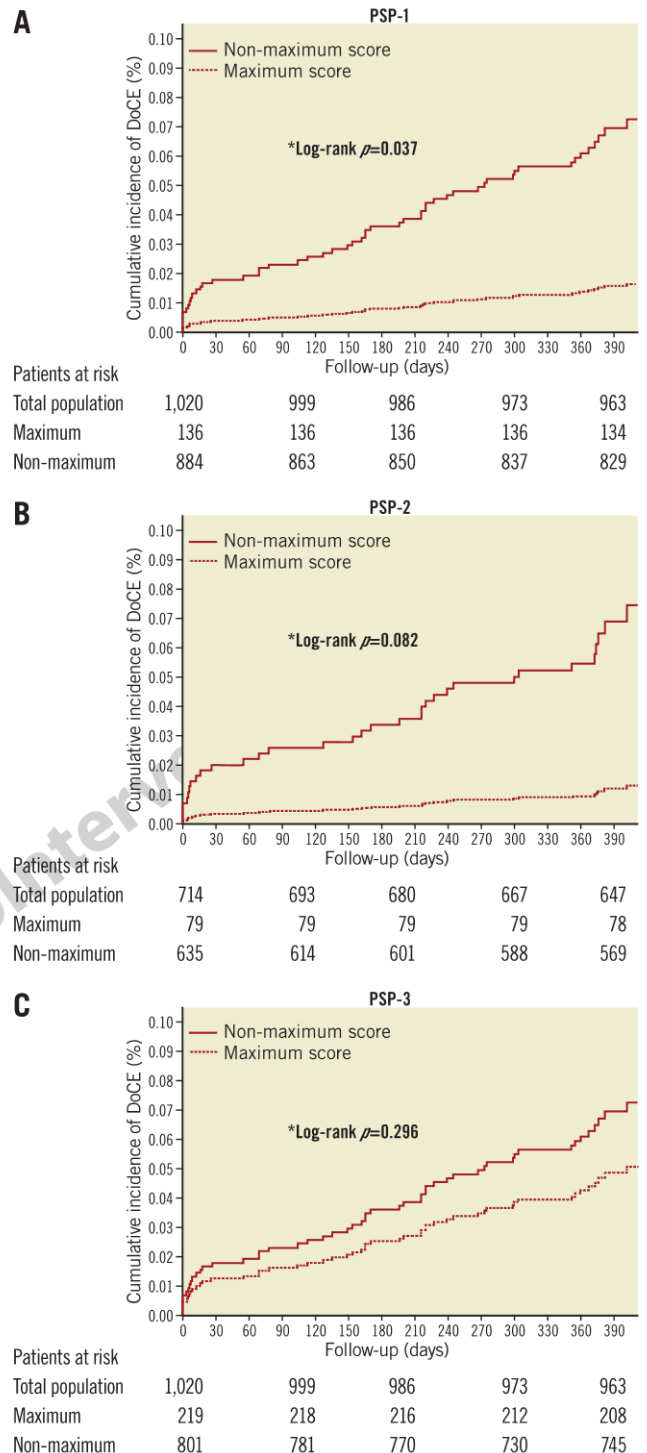 A
PSP-1
Cumulative incidence of DoCE (%)
0.10
0.09
0.08
0.07
0.06
0.05
0.04
0.03
0.02
0.01
0.00
Non-maximum score
Maximum score
*Log-rank p=0.037
0 30 60 90 120 150 180 210 240 270 300 330 360 390
Follow-up (days)
Patients at risk
Total population 1,020 999 986 973 963
Maximum 136 136 136 136 134
Non-maximum 884 863 850 837 829
B
PSP-2
Cumulative incidence of DoCE (%)
0.10
0.09
0.08
0.07
0.06
0.05
0.04
0.03
0.02
0.01
0.00
Non-maximum score
Maximum score
*Log-rank p=0.082
0 30 60 90 120 150 180 210 240 270 300 330 360 390
Follow-up (days)
Patients at risk
Total population 714 693 680 667 647
Maximum 79 79 79 79 78
Non-maximum 635 614 601 588 569
C
PSP-3
Cumulative incidence of DoCE (%)
0.10
0.09
0.08
0.07
0.06
0.05
0.04
0.03
0.02
0.01
0.00
Non-maximum score
Maximum score
*Log-rank p=0.296
0 30 60 90 120 150 180 210 240 270 300 330 360 390
Follow-up (days)
Patients at risk
Total population 1,020 999 986 973 963
Maximum 219 218 216 212 208
Non-maximum 801 781 770 730 745